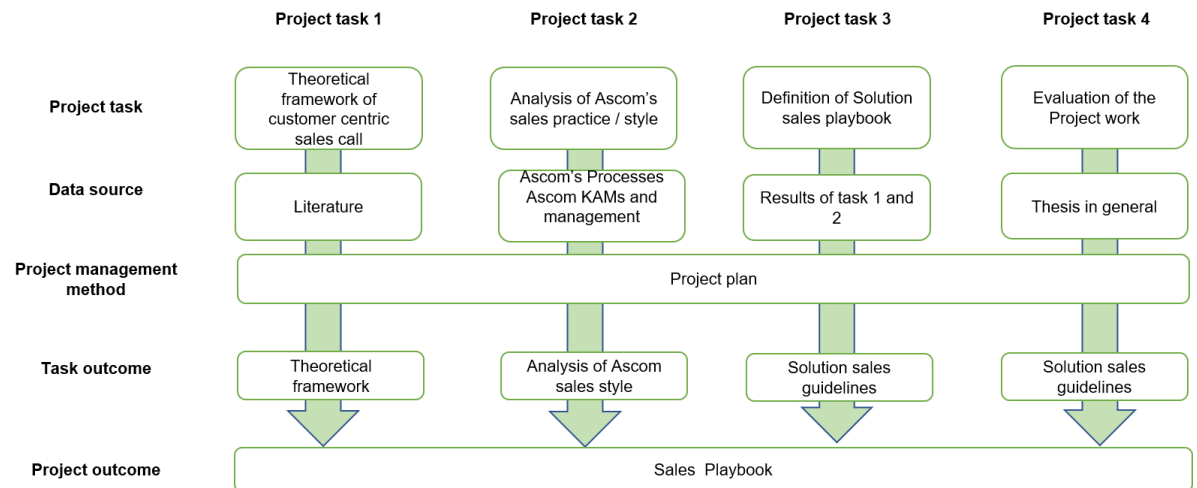 Project task 1
Project task 2
Project task 3
Project task 4
Project task
Theoretical
framework of
customer centric
sales call
Analysis of Ascom's
sales practice / style
Definition of Solution
sales playbook
Evaluation of the
Project work
Data source
Literature
Ascom's Processes
Ascom KAMs and
management
Results of task 1 and
2
Thesis in general
Project management
method
Project plan
Task outcome
Theoretical
framework
Analysis of Ascom
sales style
Solution sales
guidelines
Solution sales
guidelines
Project outcome
Sales Playbook